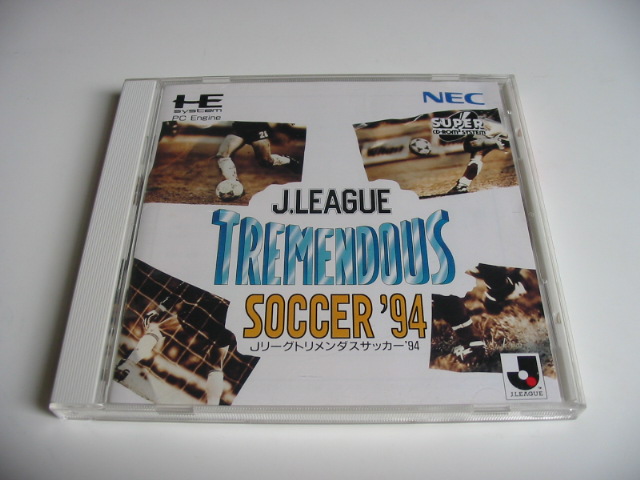 HE
system
PC Engine
NEC
SUPER
CD-ROM² SYSTEM
21
J.LEAGUE
TREMENDOUS
SOCCER '94
Jリーグトリメンダスサッカー'94
J.LEAGUE